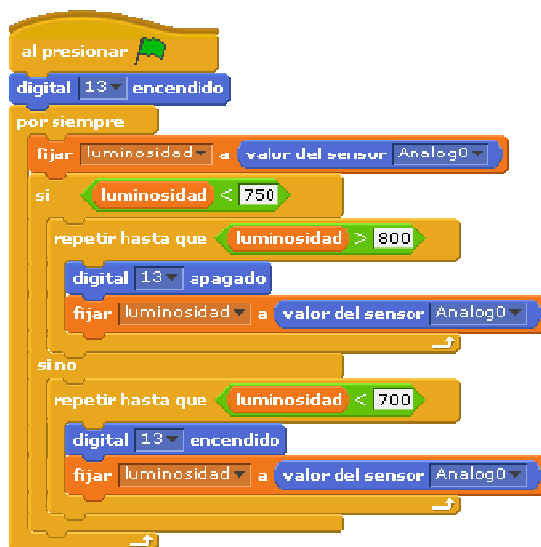 al presionar
digital 13 encendido
por siempre
fijar luminosidad a valor del sensor Analog0
si luminosidad < 750
repetir hasta que luminosidad > 800
digital 13 apagado
fijar luminosidad a valor del sensor Analog0
si no
repetir hasta que luminosidad < 700
digital 13 encendido
fijar luminosidad a valor del sensor Analog0